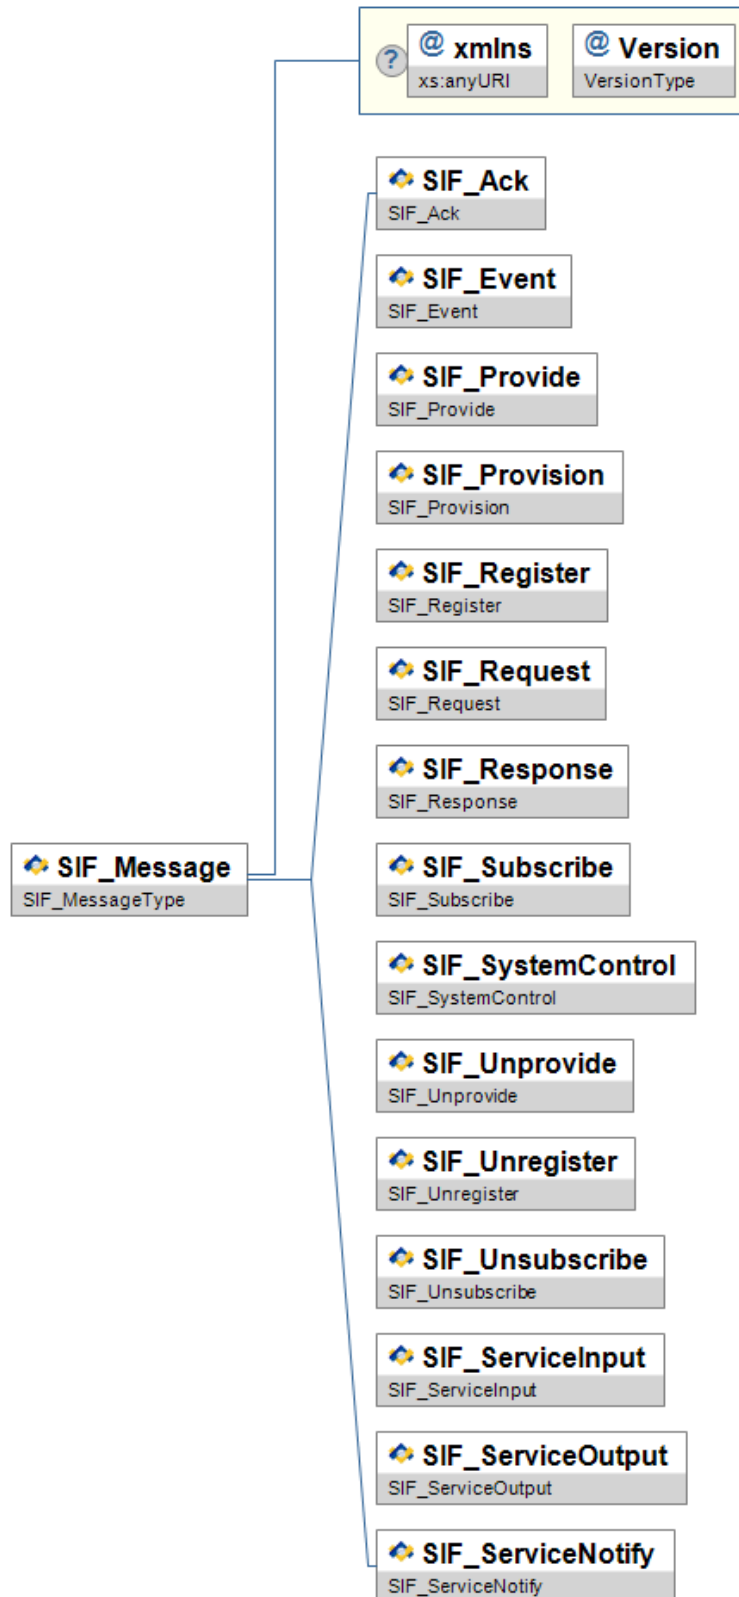 ? @ xmlns @ Version
xs:anyURI VersionType
SIF_Ack
SIF_Ack
SIF_Event
SIF_Event
SIF_Provide
SIF_Provide
SIF_Provision
SIF_Provision
SIF_Register
SIF_Register
SIF_Request
SIF_Request
SIF_Response
SIF_Response
SIF_Message
SIF_MessageType
SIF_Subscribe
SIF_Subscribe
SIF_SystemControl
SIF_SystemControl
SIF_Unprovide
SIF_Unprovide
SIF_Unregister
SIF_Unregister
SIF_Unsubscribe
SIF_Unsubscribe
SIF_ServiceInput
SIF_ServiceInput
SIF_ServiceOutput
SIF_ServiceOutput
SIF_ServiceNotify
SIF_ServiceNotify